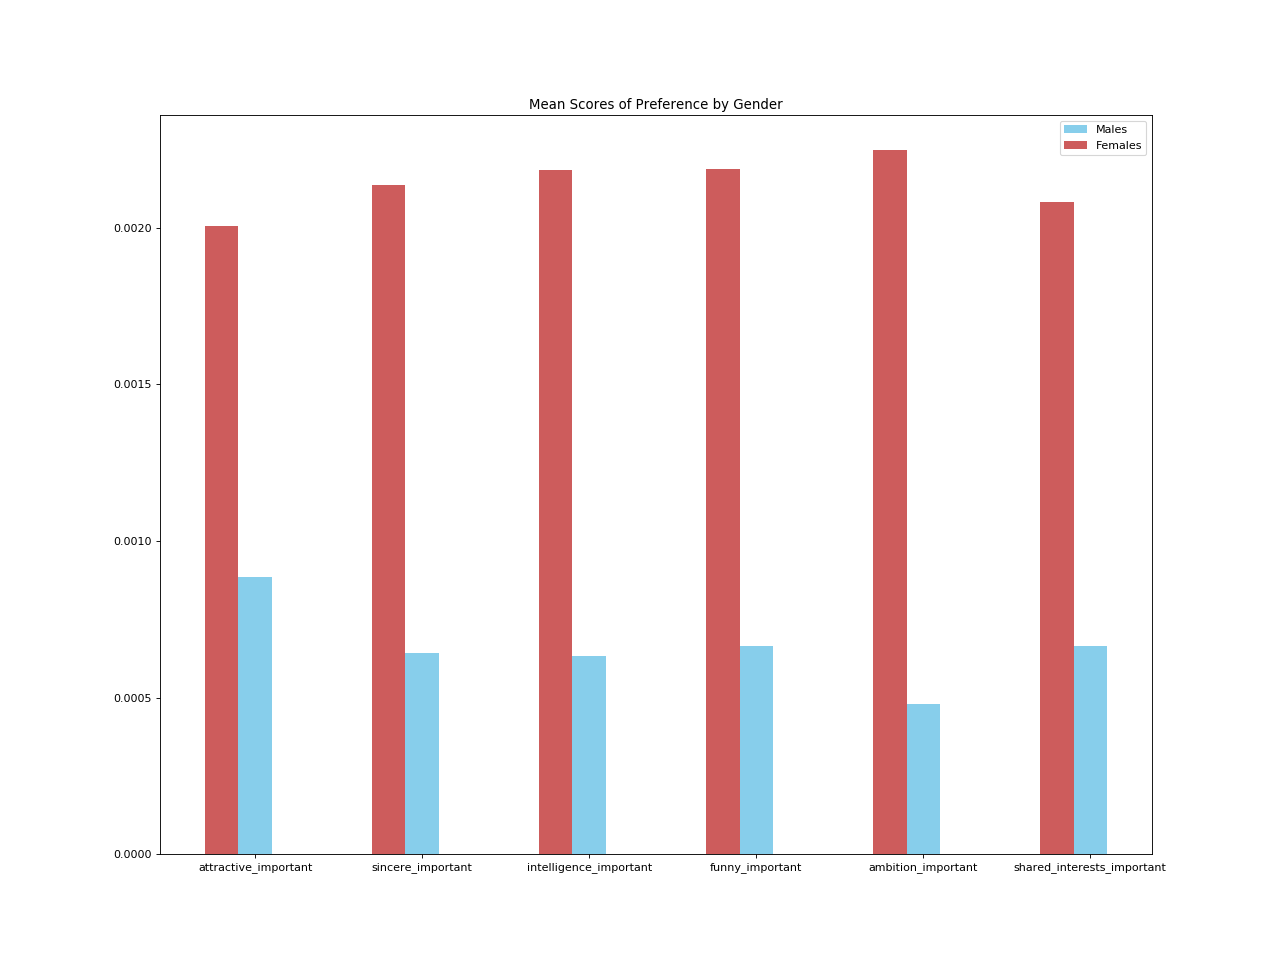 Mean Scores of Preference by Gender
Males
Females
0.0020
0.0015
0.0010
0.0005
0.0000
attractive_important
sincere_important
intelligence_important
funny_important
ambition_important
shared_interests_important